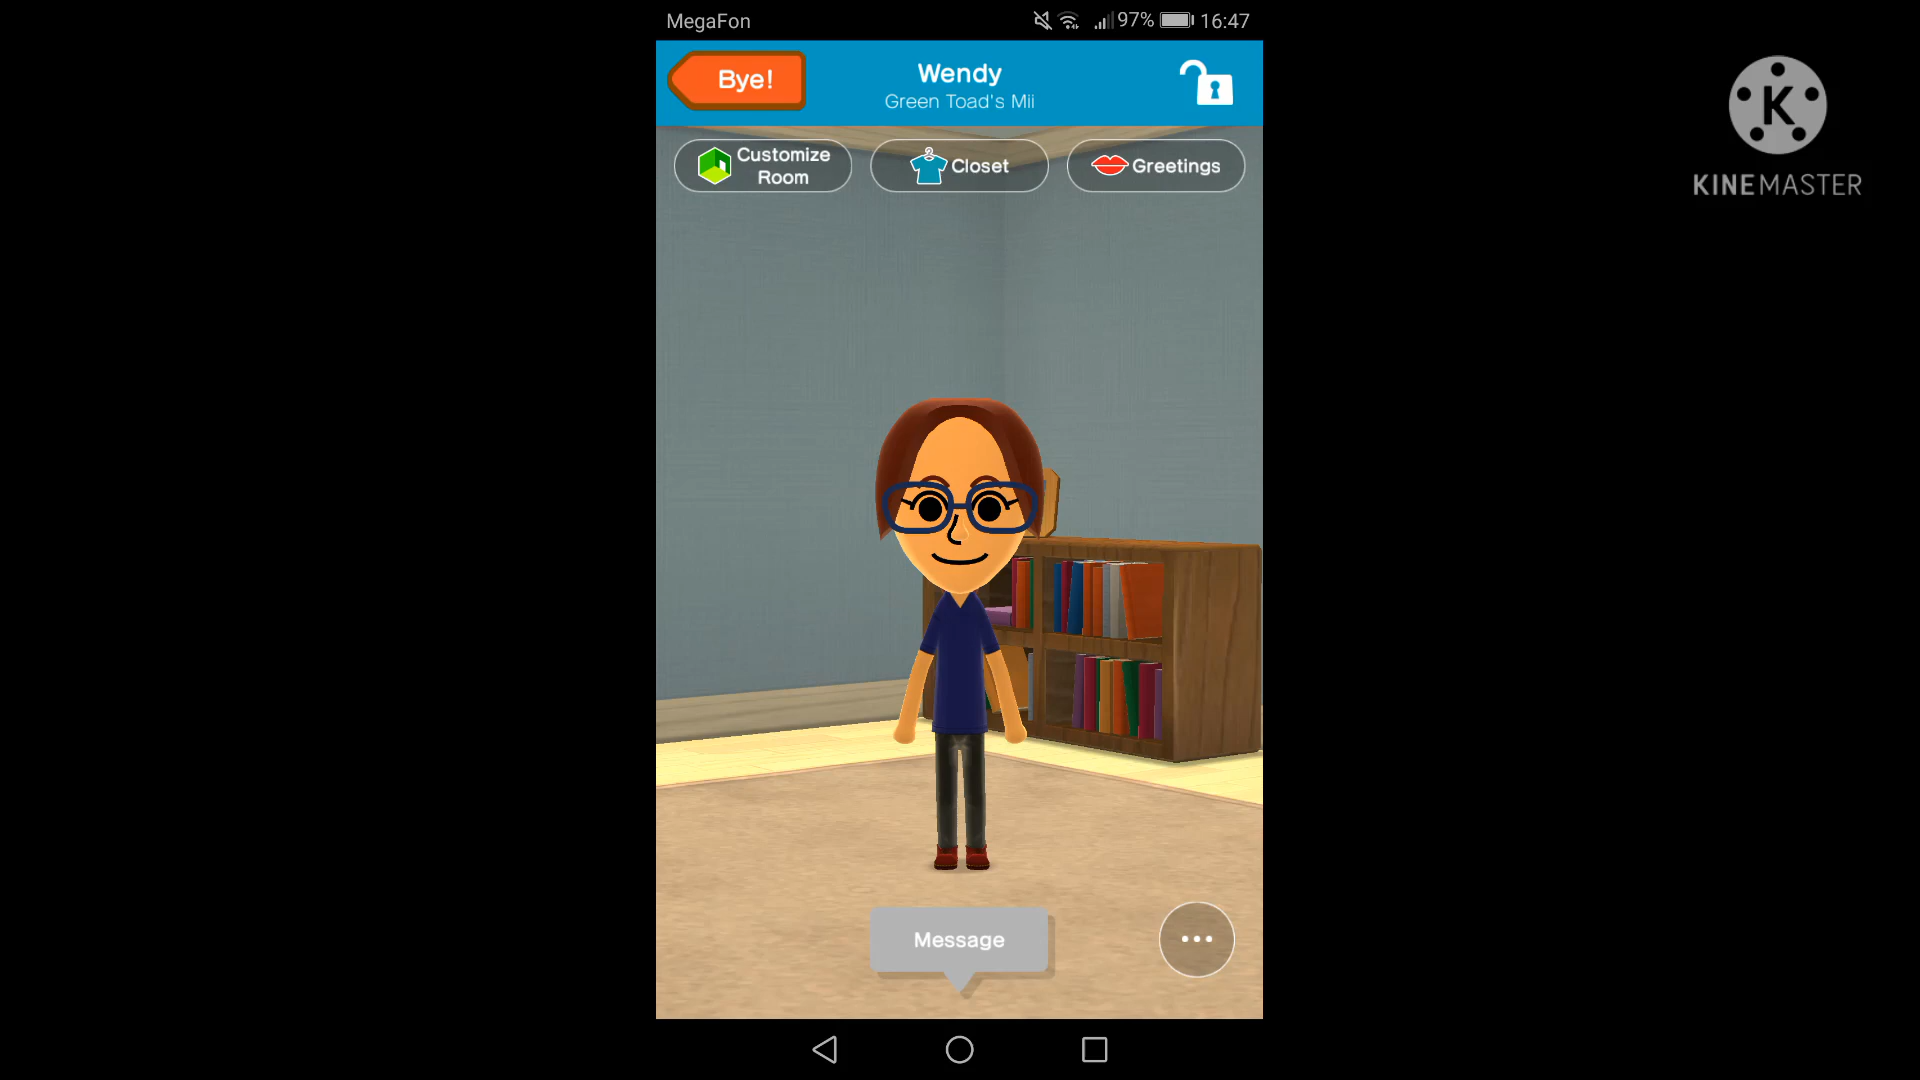 MegaFon
97% 16:47
Bye!
Wendy
Green Toad's Mii
Customize
Room
Closet
Greetings
Message
K
KINEMASTER